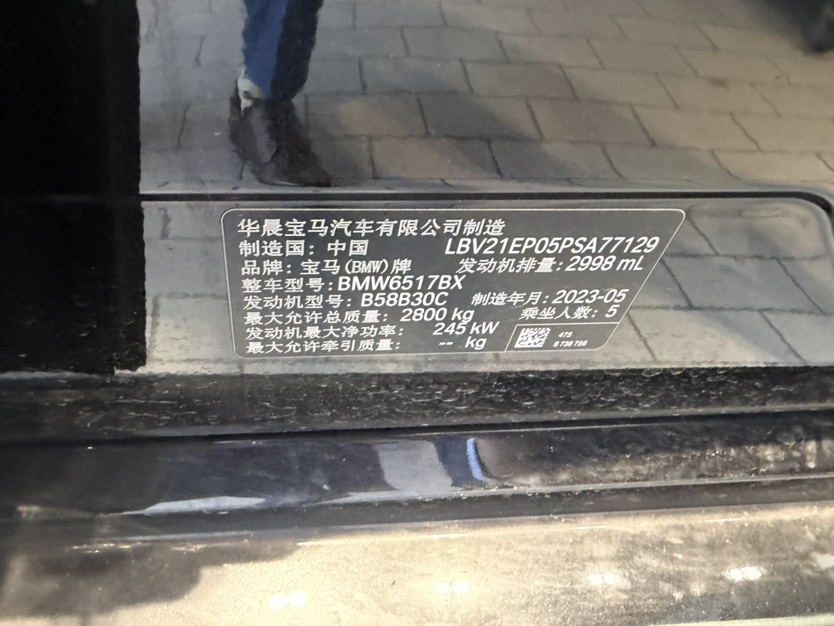 华晨宝马汽车有限公司制造
制造国: 中国 LBV21EP05PSA77129
品牌: 宝马(BMW)牌 发动机排量: 2998 mL
整车型号: BMW6517BX
发动机型号: B58B30C 制造年月: 2023-05
最大允许总质量: 2800 kg 乘坐人数: 5
发动机最大净功率: 245 kW
最大允许牵引质量: -- kg
475